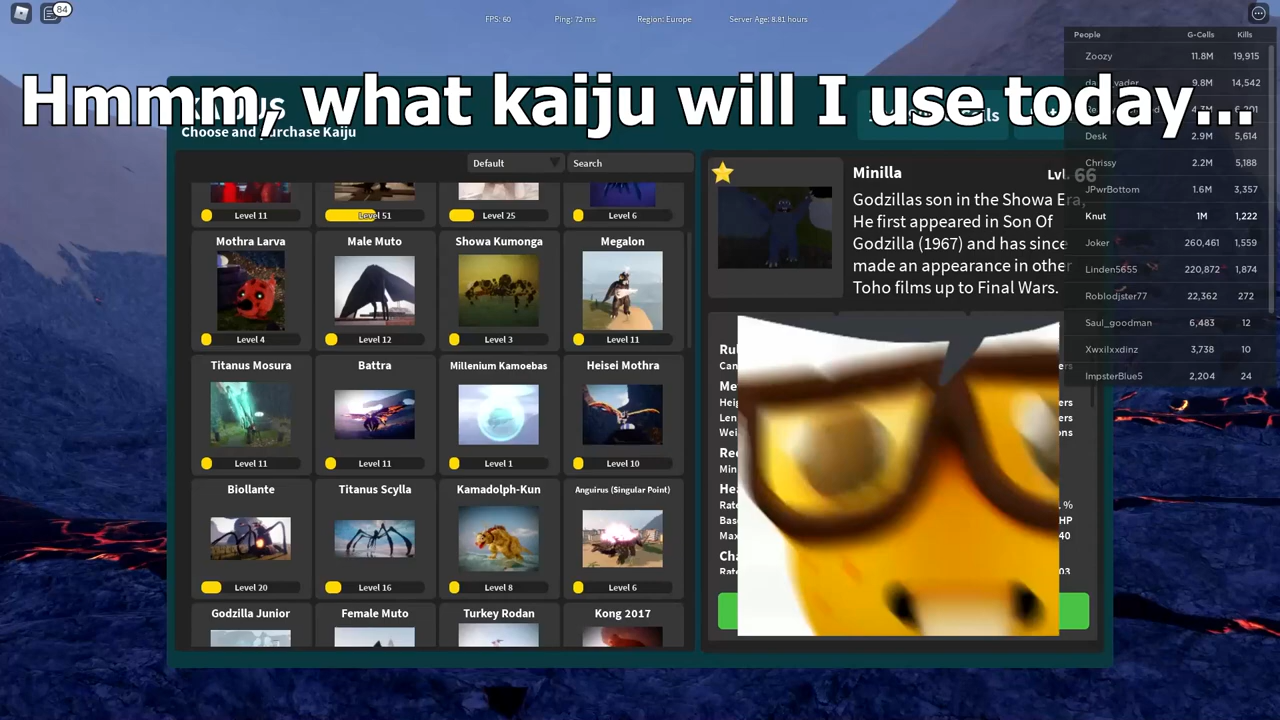 84
FPS: 60
Ping: 72 ms
Region: Europe
Server Age: 8.81 hours
Hmmm, what kaiju will I use today...
Choose and purchase Kaiju
Default
Search
Level 11
Level 51
Level 25
Level 6
Mothra Larva
Male Muto
Showa Kumonga
Megalon
Level 4
Level 12
Level 3
Level 11
Titanus Mosura
Battra
Millenium Kamoebas
Heisei Mothra
Level 11
Level 11
Level 1
Level 10
Biollante
Titanus Scylla
Kamadolph-Kun
Anguirus (Singular Point)
Level 20
Level 16
Level 8
Level 6
Godzilla Junior
Female Muto
Turkey Rodan
Kong 2017
Minilla
Lvl. 66
Godzillas son in the Showa Era,
He first appeared in Son Of
Godzilla (1967) and has since
made an appearance in other
Toho films up to Final Wars.
%
HP
40
03
People G-Cells Kills
Zoozy 11.8M 19,915
9.8M 14,542
Desk 2.9M 5,614
Chrissy 2.2M 5,188
JPwrBottom 1.6M 3,357
Knut 1M 1,222
Joker 260,461 1,559
Linden5655 220,872 1,874
Roblodjster77 22,362 272
Saul_goodman 6,483 12
Xwxilxxdinz 3,738 10
ImpsterBlue5 2,204 24